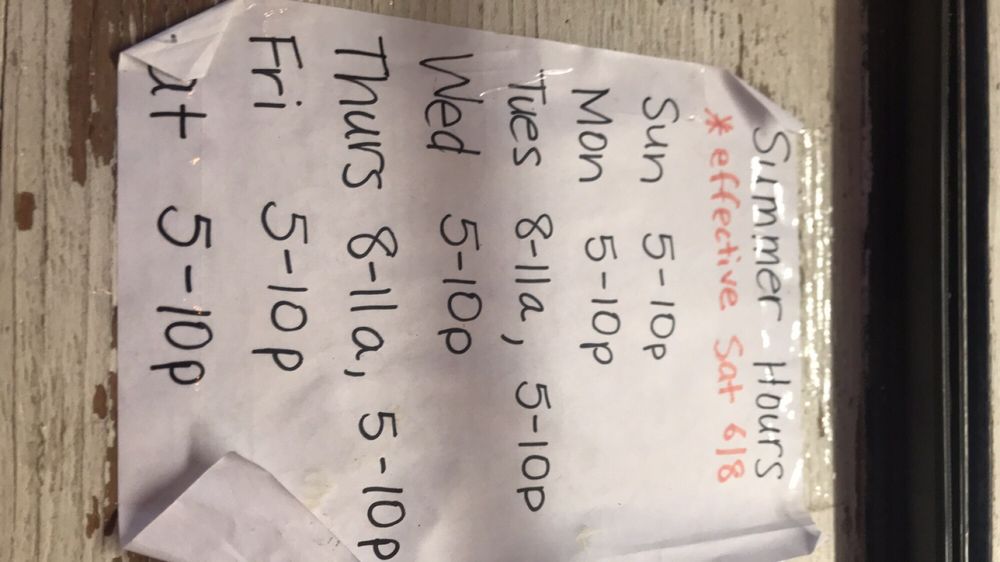 Summer Hours
* effective Sat 6/8
Sun 5-10p
Mon 5-10p
Tues 8-11a, 5-10p
Wed 5-10p
Thurs 8-11a, 5-10p
Fri 5-10p
at 5-10p